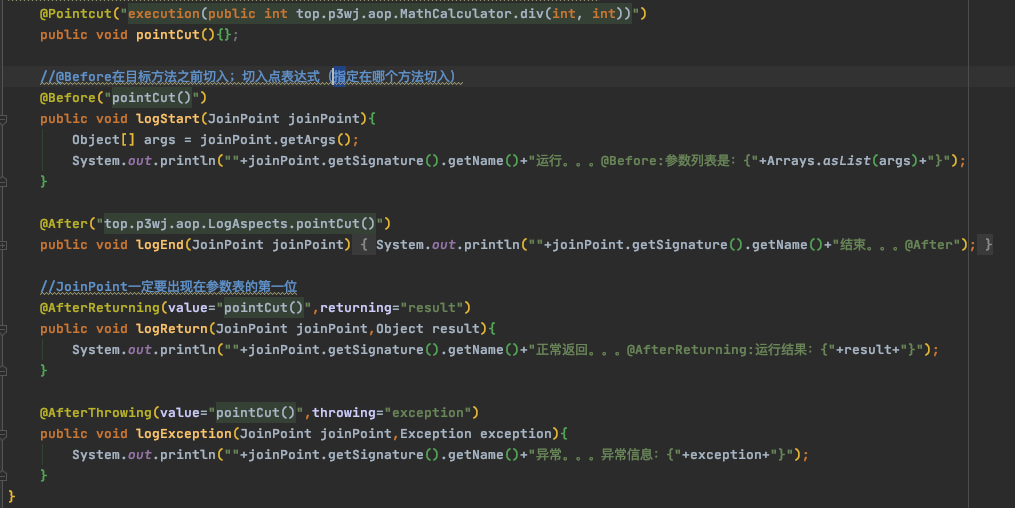 @Pointcut("execution(public int top.p3wj.aop.MathCalculator.div(int, int))")
public void pointCut(){};
//@Before在目标方法之前切入；切入点表达式（指定在哪个方法切入）
@Before("pointCut()")
public void logStart(JoinPoint joinPoint){
Object[] args = joinPoint.getArgs();
System.out.println(""+joinPoint.getSignature().getName()+"运行。。。@Before:参数列表是：{"+Arrays.asList(args)+"}");
}
@After("top.p3wj.aop.LogAspects.pointCut()")
public void logEnd(JoinPoint joinPoint) { System.out.println(""+joinPoint.getSignature().getName()+"结束。。。@After"); }
//JoinPoint一定要出现在参数表的第一位
@AfterReturning(value="pointCut()",returning="result")
public void logReturn(JoinPoint joinPoint,Object result){
System.out.println(""+joinPoint.getSignature().getName()+"正常返回。。。@AfterReturning:运行结果：{"+result+"}");
}
@AfterThrowing(value="pointCut()",throwing="exception")
public void logException(JoinPoint joinPoint,Exception exception){
System.out.println(""+joinPoint.getSignature().getName()+"异常。。。异常信息：{"+exception+"}");
}
}